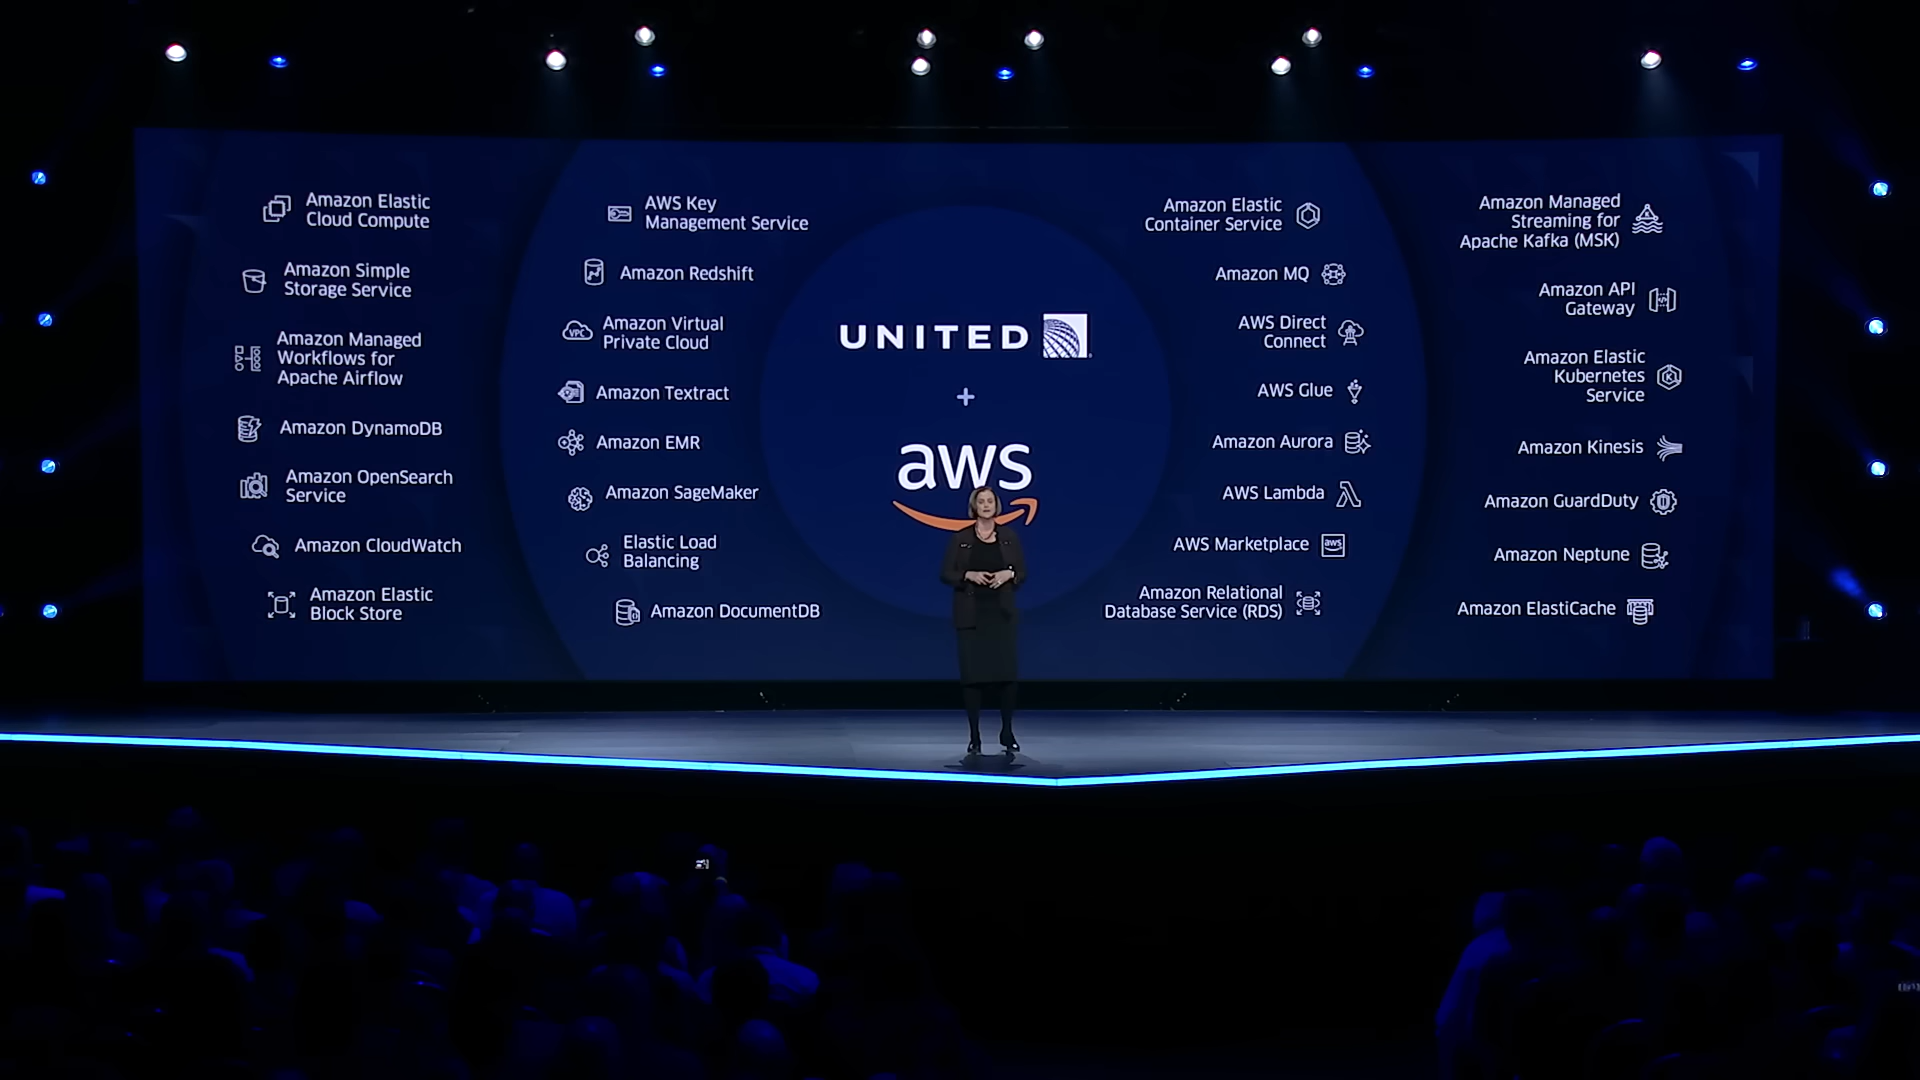 Amazon Elastic
Cloud Compute
Amazon Simple
Storage Service
Amazon Managed
Workflows for
Apache Airflow
Amazon DynamoDB
Amazon OpenSearch
Service
Amazon CloudWatch
Amazon Elastic
Block Store
AWS Key
Management Service
Amazon Redshift
VPC
Amazon Virtual
Private Cloud
Amazon Textract
Amazon EMR
Amazon SageMaker
Elastic Load
Balancing
Amazon DocumentDB
UNITED
+
aws
Amazon Elastic
Container Service
Amazon MQ
AWS Direct
Connect
AWS Glue
Amazon Aurora
AWS Lambda
AWS Marketplace
aws
Amazon Relational
Database Service (RDS)
Amazon Managed
Streaming for
Apache Kafka (MSK)
Amazon API
Gateway
Amazon Elastic
Kubernetes
Service
K
Amazon Kinesis
Amazon GuardDuty
Amazon Neptune
Amazon ElastiCache